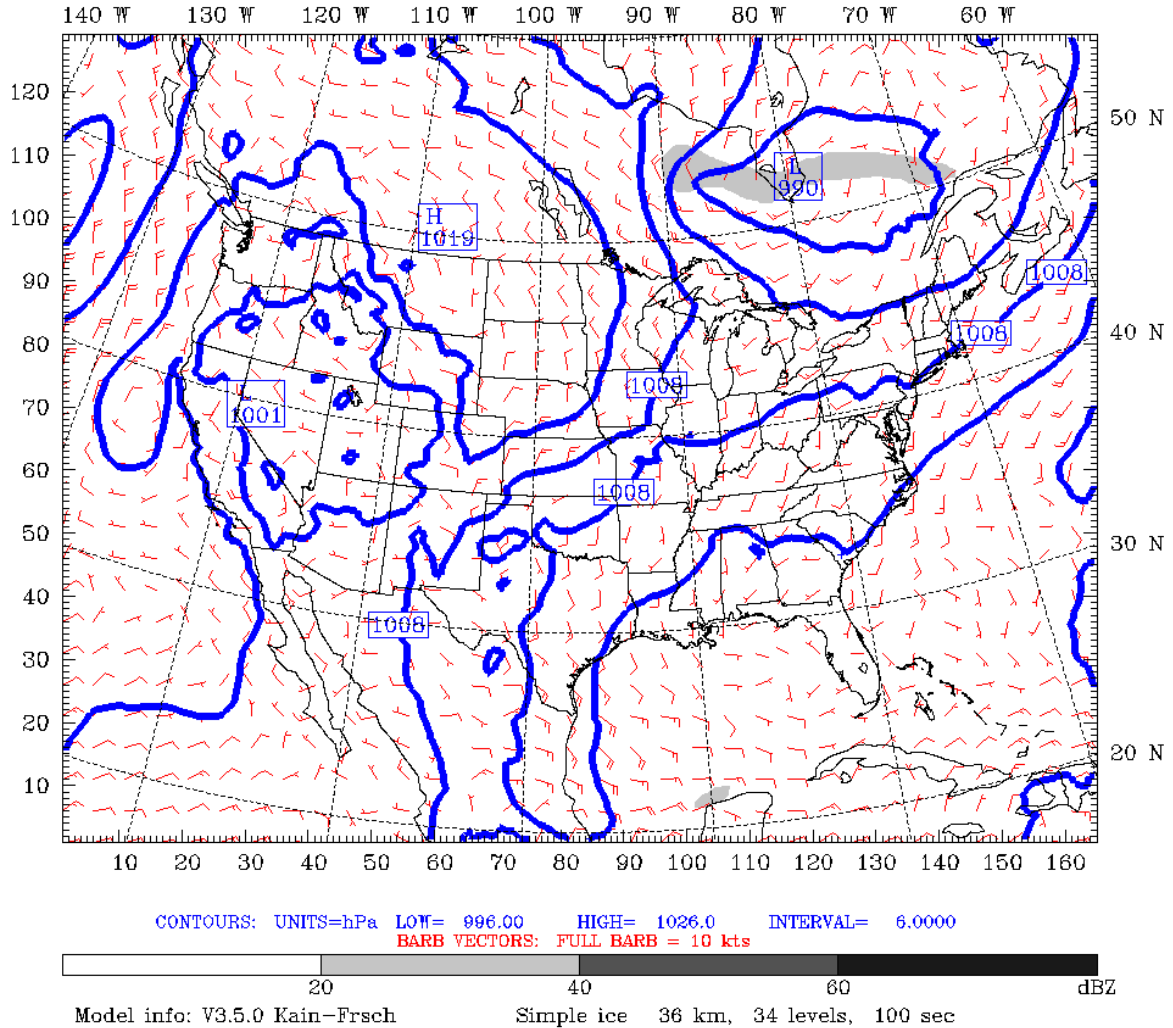 140 W 130 W 120 W 110 W 100 W 90 W 80 W 70 W 60 W
120
110
100
90
80
70
60
50
40
30
20
10
50 N
40 N
30 N
20 N
L
990
H
1019
1008
1008
1008
L
1001
1008
1008
10 20 30 40 50 60 70 80 90 100 110 120 130 140 150 160
CONTOURS: UNITS=hPa LOW= 996.00 HIGH= 1026.0 INTERVAL= 6.0000
BARB VECTORS: FULL BARB = 10 kts
20 40 60 dBZ
Model info: V3.5.0 Kain-Frsch Simple ice 36 km, 34 levels, 100 sec